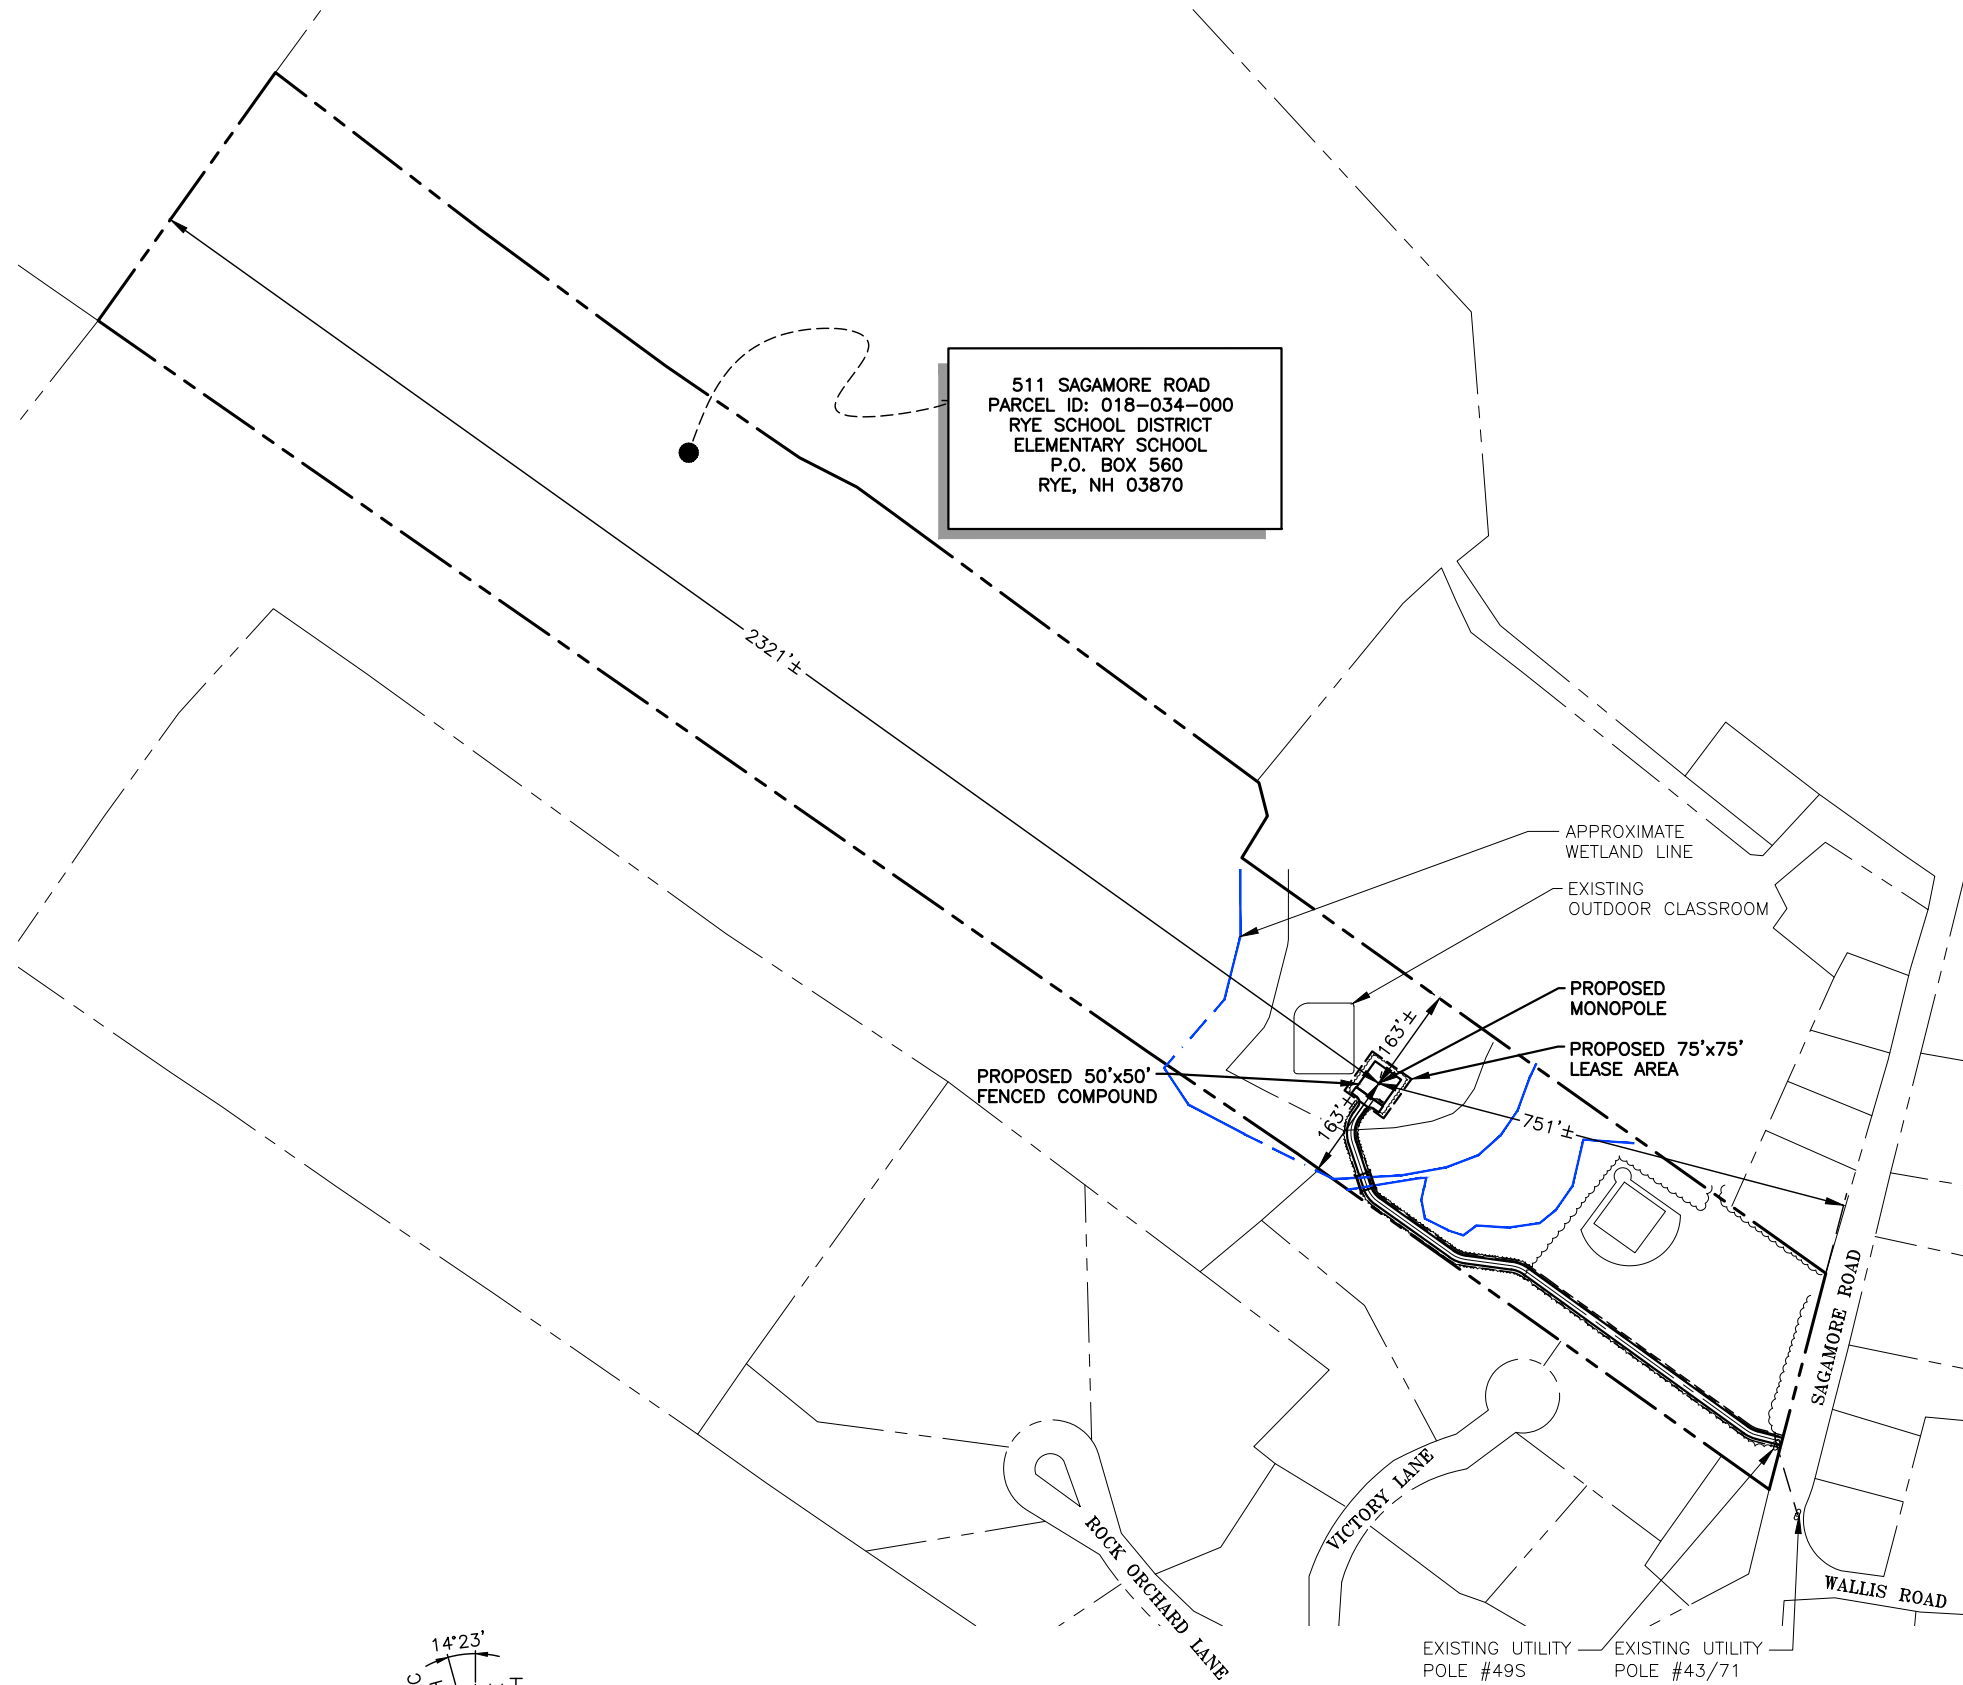 511 SAGAMORE ROAD
PARCEL ID: 018-034-000
RYE SCHOOL DISTRICT
ELEMENTARY SCHOOL
P.O. BOX 560
RYE, NH 03870
2321'±
APPROXIMATE
WETLAND LINE
EXISTING
OUTDOOR CLASSROOM
PROPOSED
MONOPOLE
163'±
PROPOSED 75'x75'
LEASE AREA
PROPOSED 50'x50'
FENCED COMPOUND
163'±
751'±
SAGAMORE ROAD
VICTORY LANE
ROCK ORCHARD LANE
WALLIS ROAD
EXISTING UTILITY
POLE #49S
EXISTING UTILITY
POLE #43/71
14°23'